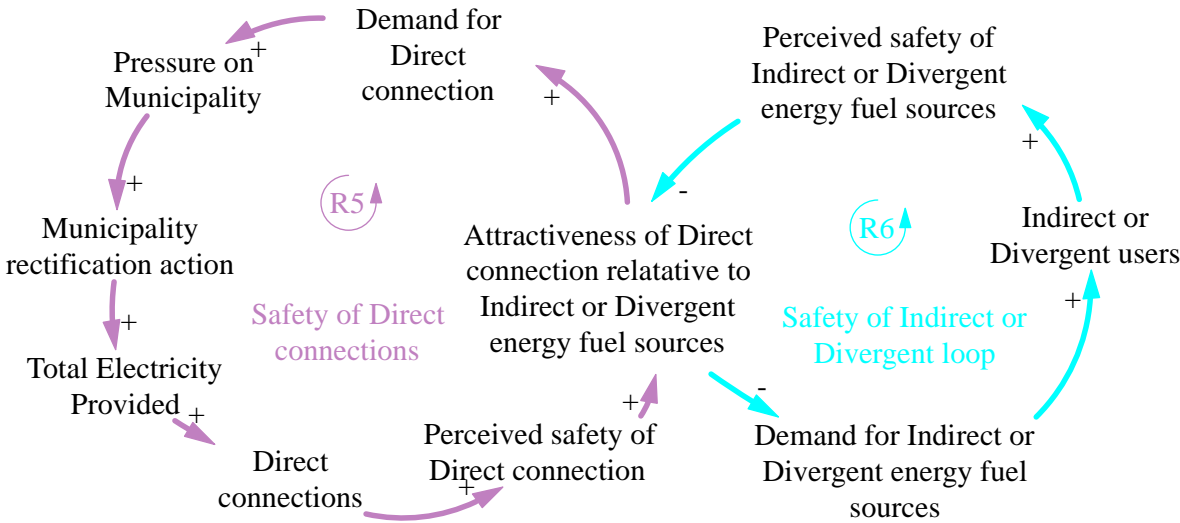 Demand for
Direct
connection
+
Pressure on
Municipality
+
Municipality
rectification action
+
Total Electricity
Provided
+
Direct
connections
+
Perceived safety of
Direct connection
+
Attractiveness of Direct
connection relatative to
Indirect or Divergent
energy fuel sources
+
R5
Safety of Direct
connections
Perceived safety of
Indirect or Divergent
energy fuel sources
-
+
Indirect or
Divergent users
+
R6
Safety of Indirect or
Divergent loop
-
Demand for Indirect or
Divergent energy fuel
sources